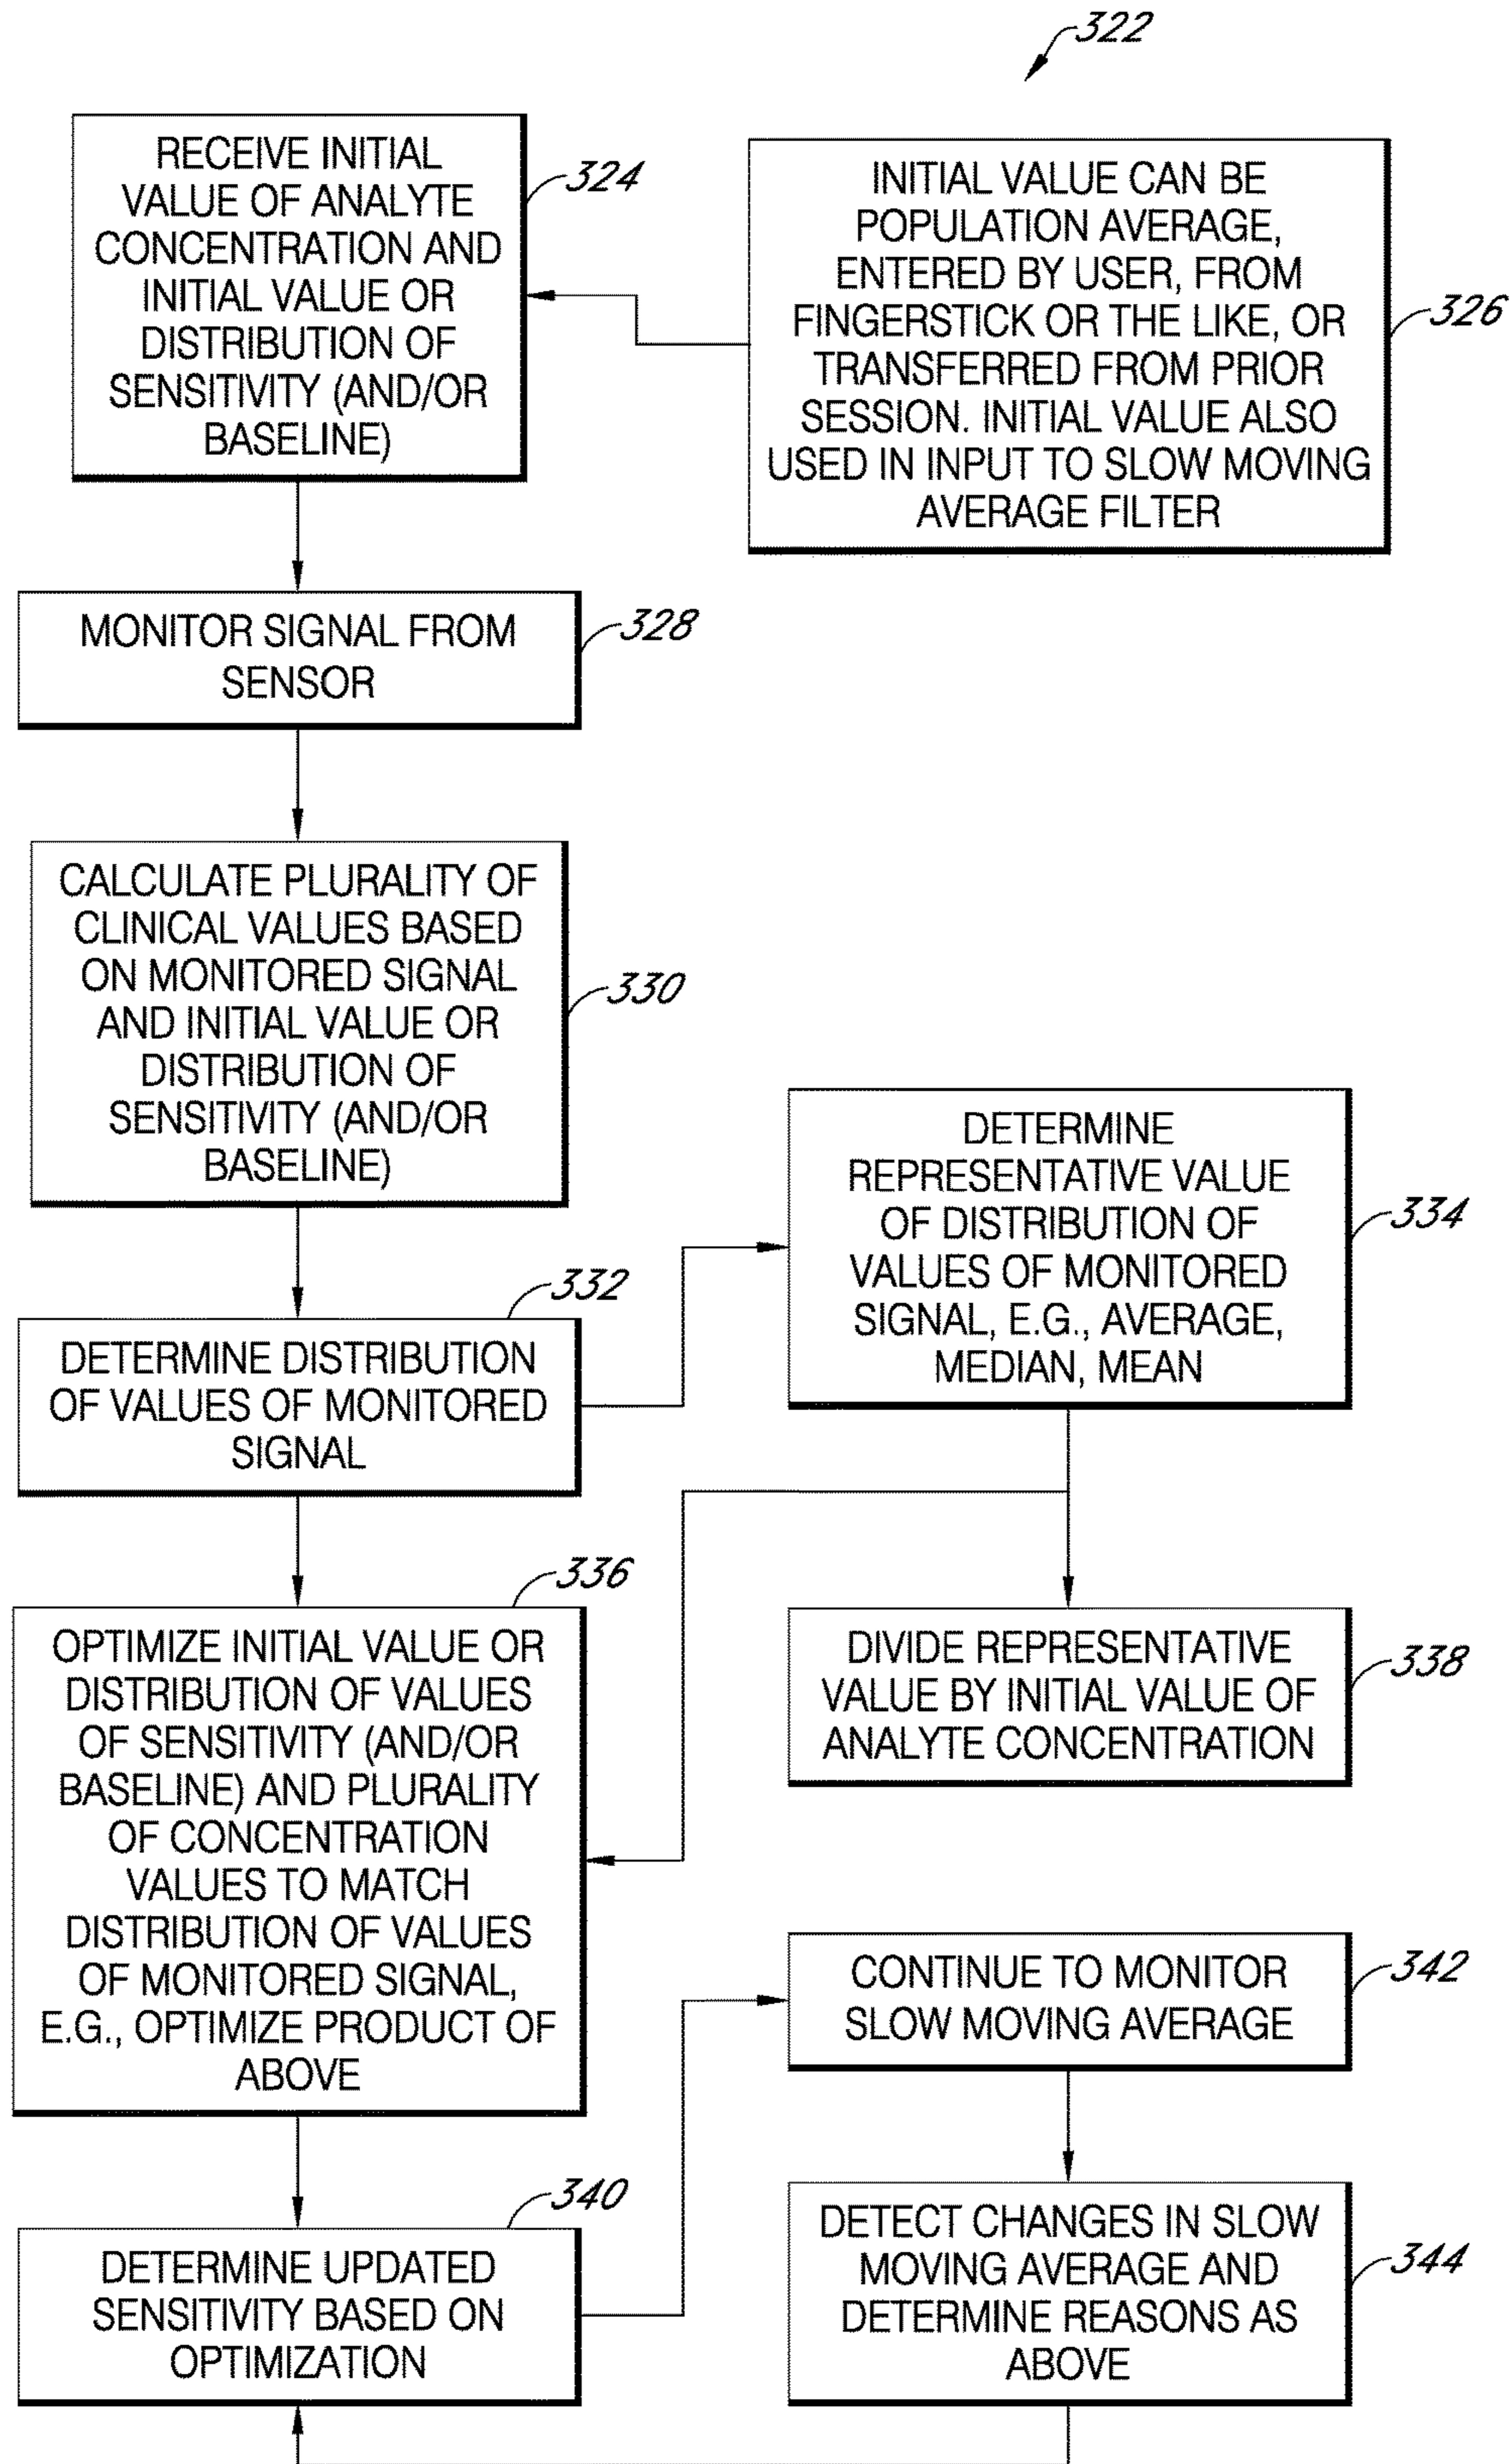 322
RECEIVE INITIAL
VALUE OF ANALYTE
CONCENTRATION AND
INITIAL VALUE OR
DISTRIBUTION OF
SENSITIVITY (AND/OR
BASELINE)
324
INITIAL VALUE CAN BE
POPULATION AVERAGE,
ENTERED BY USER, FROM
FINGERSTICK OR THE LIKE, OR
TRANSFERRED FROM PRIOR
SESSION. INITIAL VALUE ALSO
USED IN INPUT TO SLOW MOVING
AVERAGE FILTER
326
MONITOR SIGNAL FROM
SENSOR
328
CALCULATE PLURALITY OF
CLINICAL VALUES BASED
ON MONITORED SIGNAL
AND INITIAL VALUE OR
DISTRIBUTION OF
SENSITIVITY (AND/OR
BASELINE)
330
332
DETERMINE DISTRIBUTION
OF VALUES OF MONITORED
SIGNAL
DETERMINE
REPRESENTATIVE VALUE
OF DISTRIBUTION OF
VALUES OF MONITORED
SIGNAL, E.G., AVERAGE,
MEDIAN, MEAN
334
336
OPTIMIZE INITIAL VALUE OR
DISTRIBUTION OF VALUES
OF SENSITIVITY (AND/OR
BASELINE) AND PLURALITY
OF CONCENTRATION
VALUES TO MATCH
DISTRIBUTION OF VALUES
OF MONITORED SIGNAL,
E.G., OPTIMIZE PRODUCT OF
ABOVE
DIVIDE REPRESENTATIVE
VALUE BY INITIAL VALUE OF
ANALYTE CONCENTRATION
338
340
DETERMINE UPDATED
SENSITIVITY BASED ON
OPTIMIZATION
CONTINUE TO MONITOR
SLOW MOVING AVERAGE
342
DETECT CHANGES IN SLOW
MOVING AVERAGE AND
DETERMINE REASONS AS
ABOVE
344